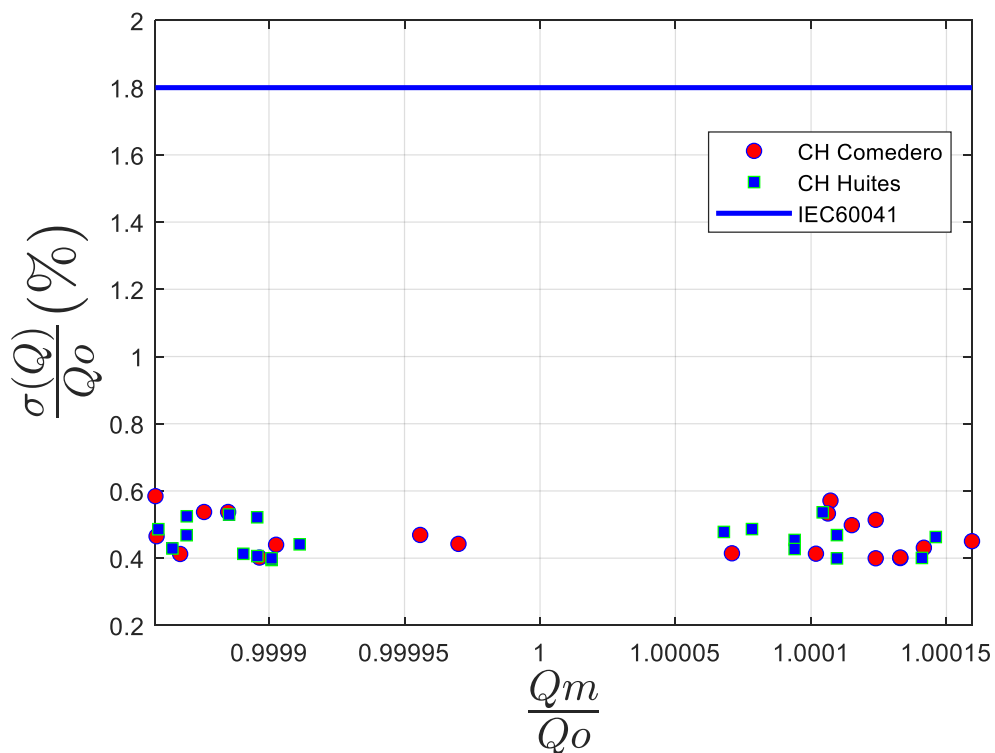 2
1.8
1.6
1.4
1.2
1
0.8
0.6
0.4
0.2
σ(Q)/Qo (%)
CH Comedero
CH Huites
IEC60041
0.9999
0.99995
1
1.00005
1.0001
1.00015
Qm
Qo